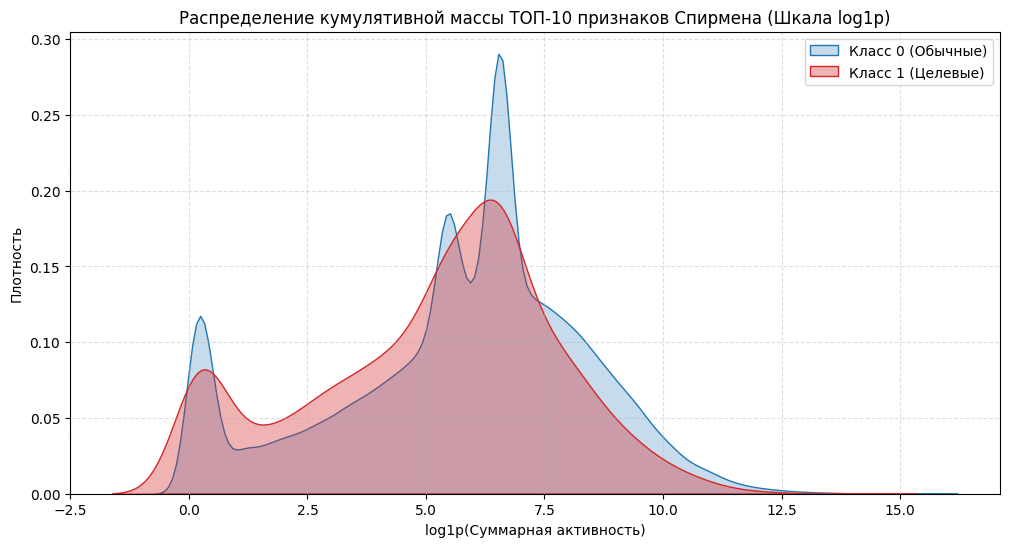 Распределение кумулятивной массы ТОП-10 признаков Спирмена (Шкала log1p)
Класс 0 (Обычные)
Класс 1 (Целевые)
Плотность
0.30
0.25
0.20
0.15
0.10
0.05
0.00
−2.5 0.0 2.5 5.0 7.5 10.0 12.5 15.0
log1p(Суммарная активность)